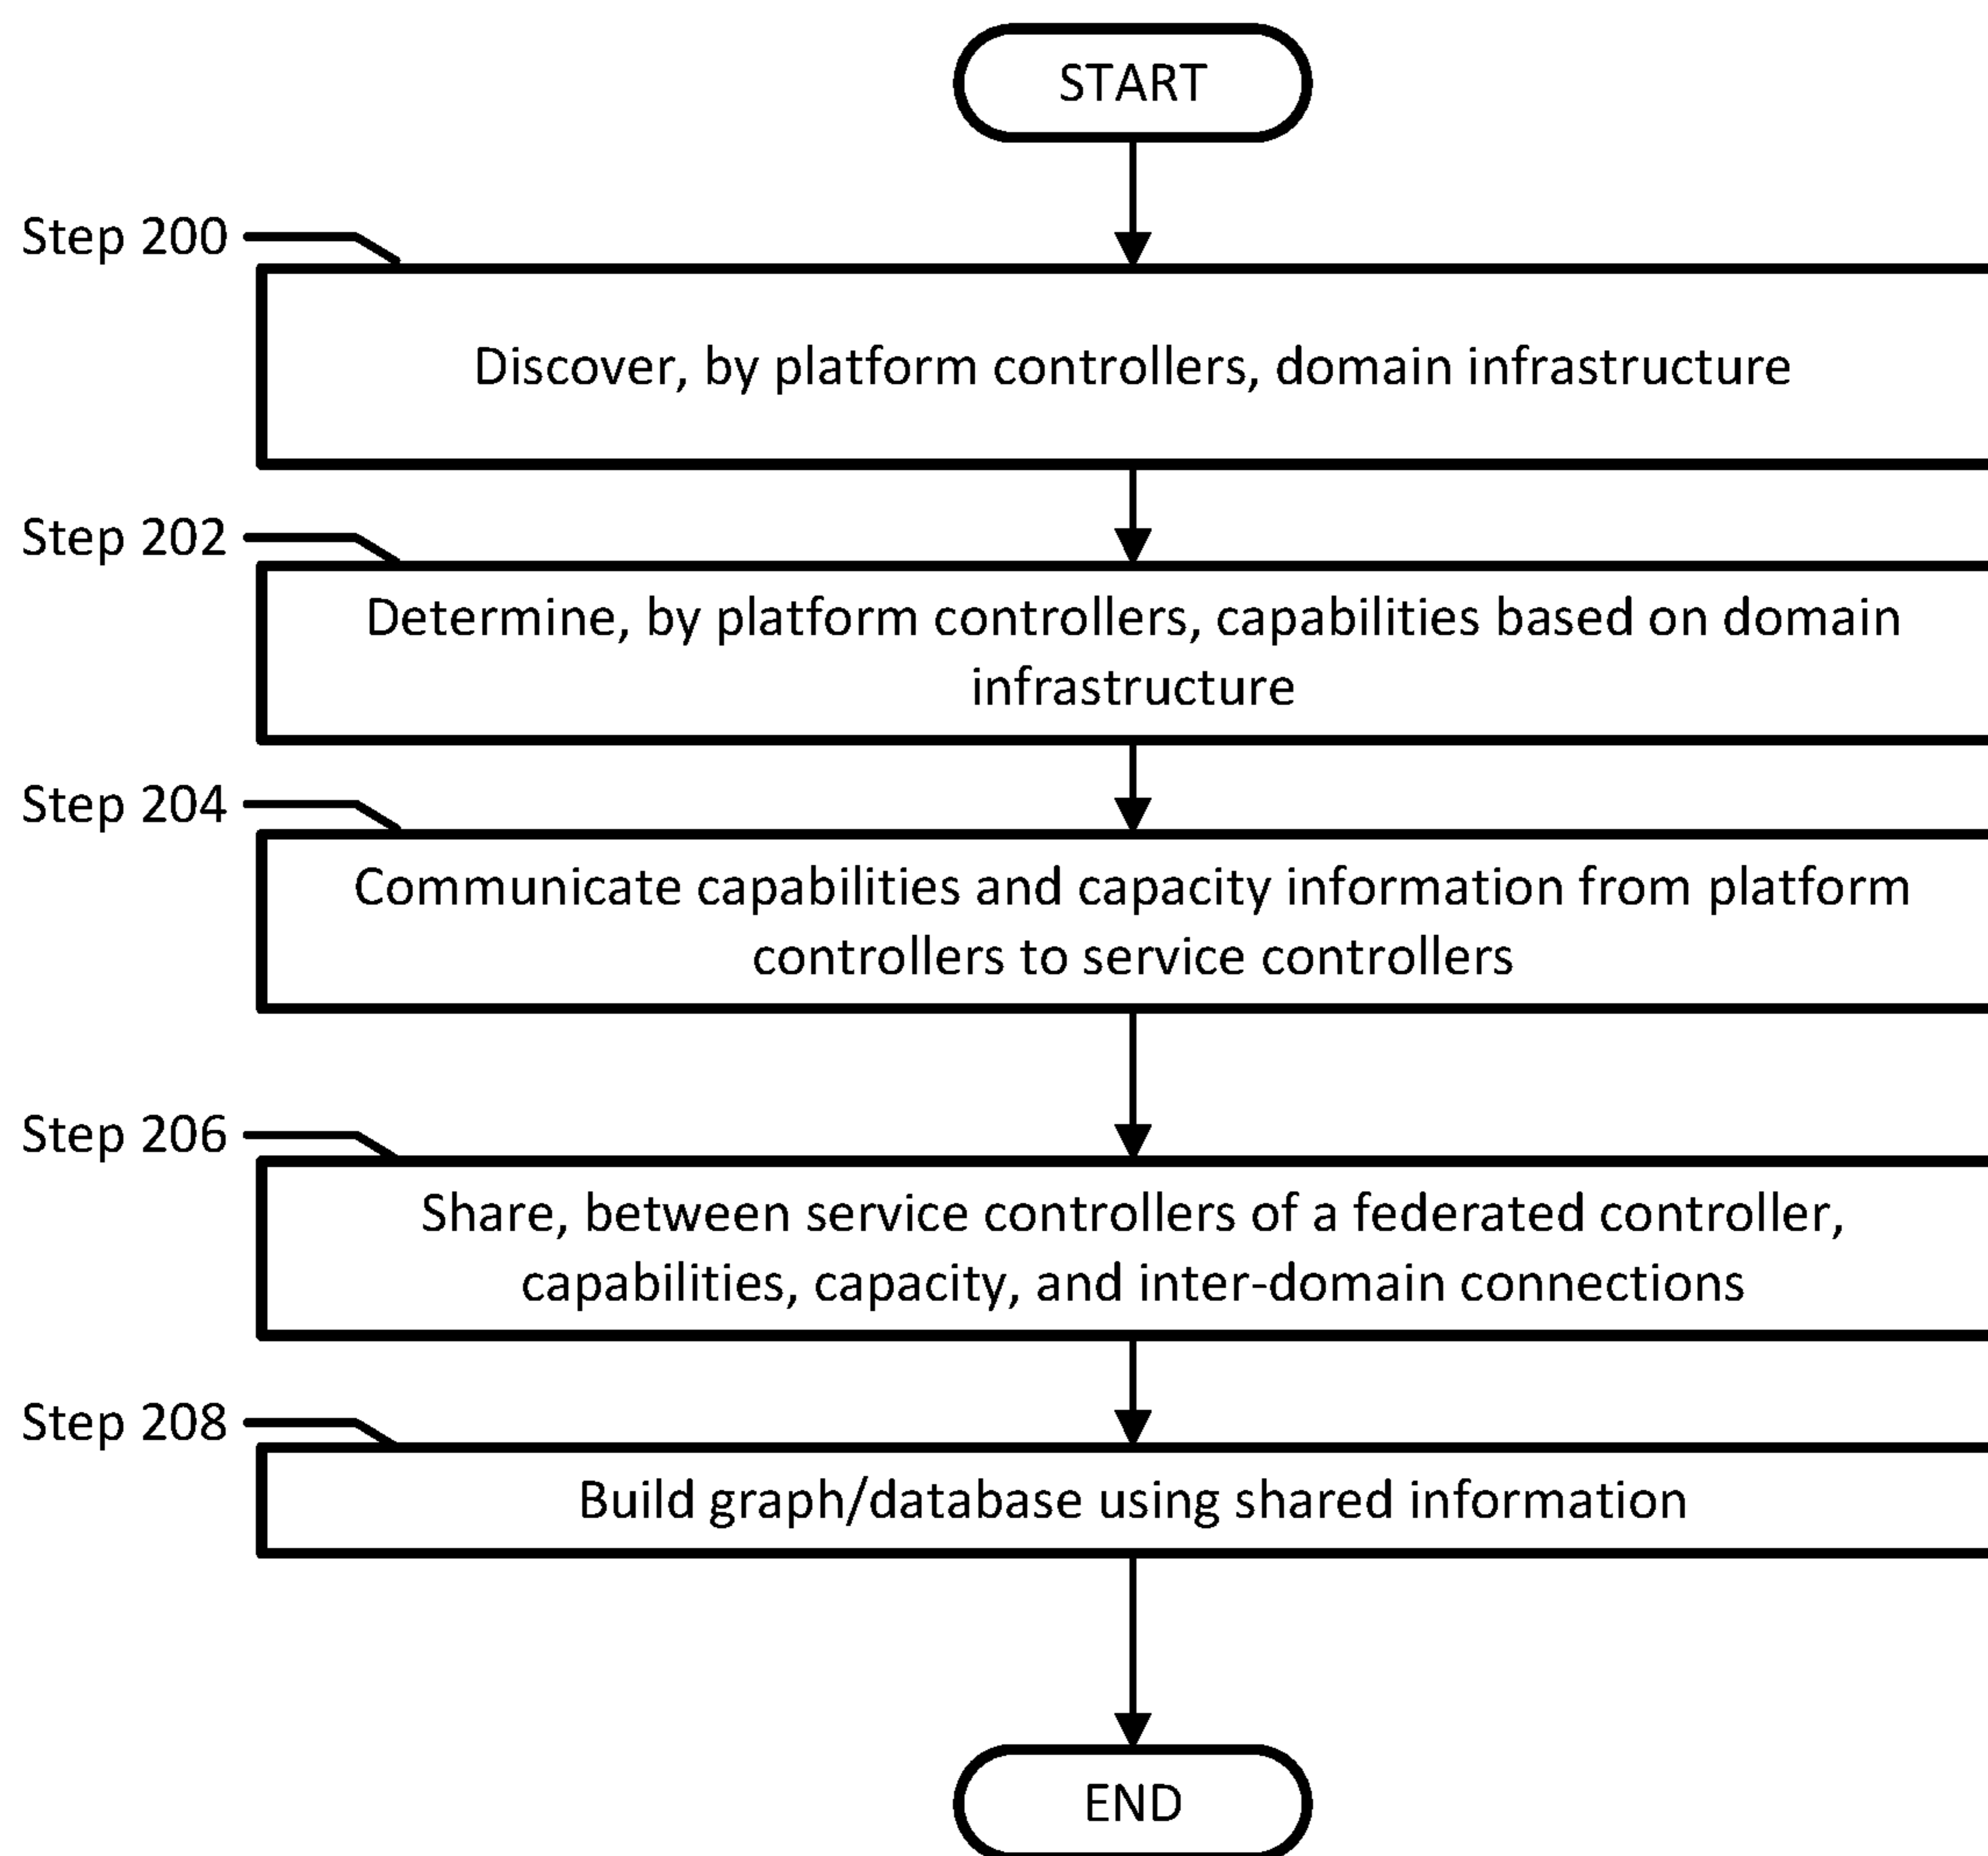 START
Step 200
Discover, by platform controllers, domain infrastructure
Step 202
Determine, by platform controllers, capabilities based on domain
infrastructure
Step 204
Communicate capabilities and capacity information from platform
controllers to service controllers
Step 206
Share, between service controllers of a federated controller,
capabilities, capacity, and inter-domain connections
Step 208
Build graph/database using shared information
END